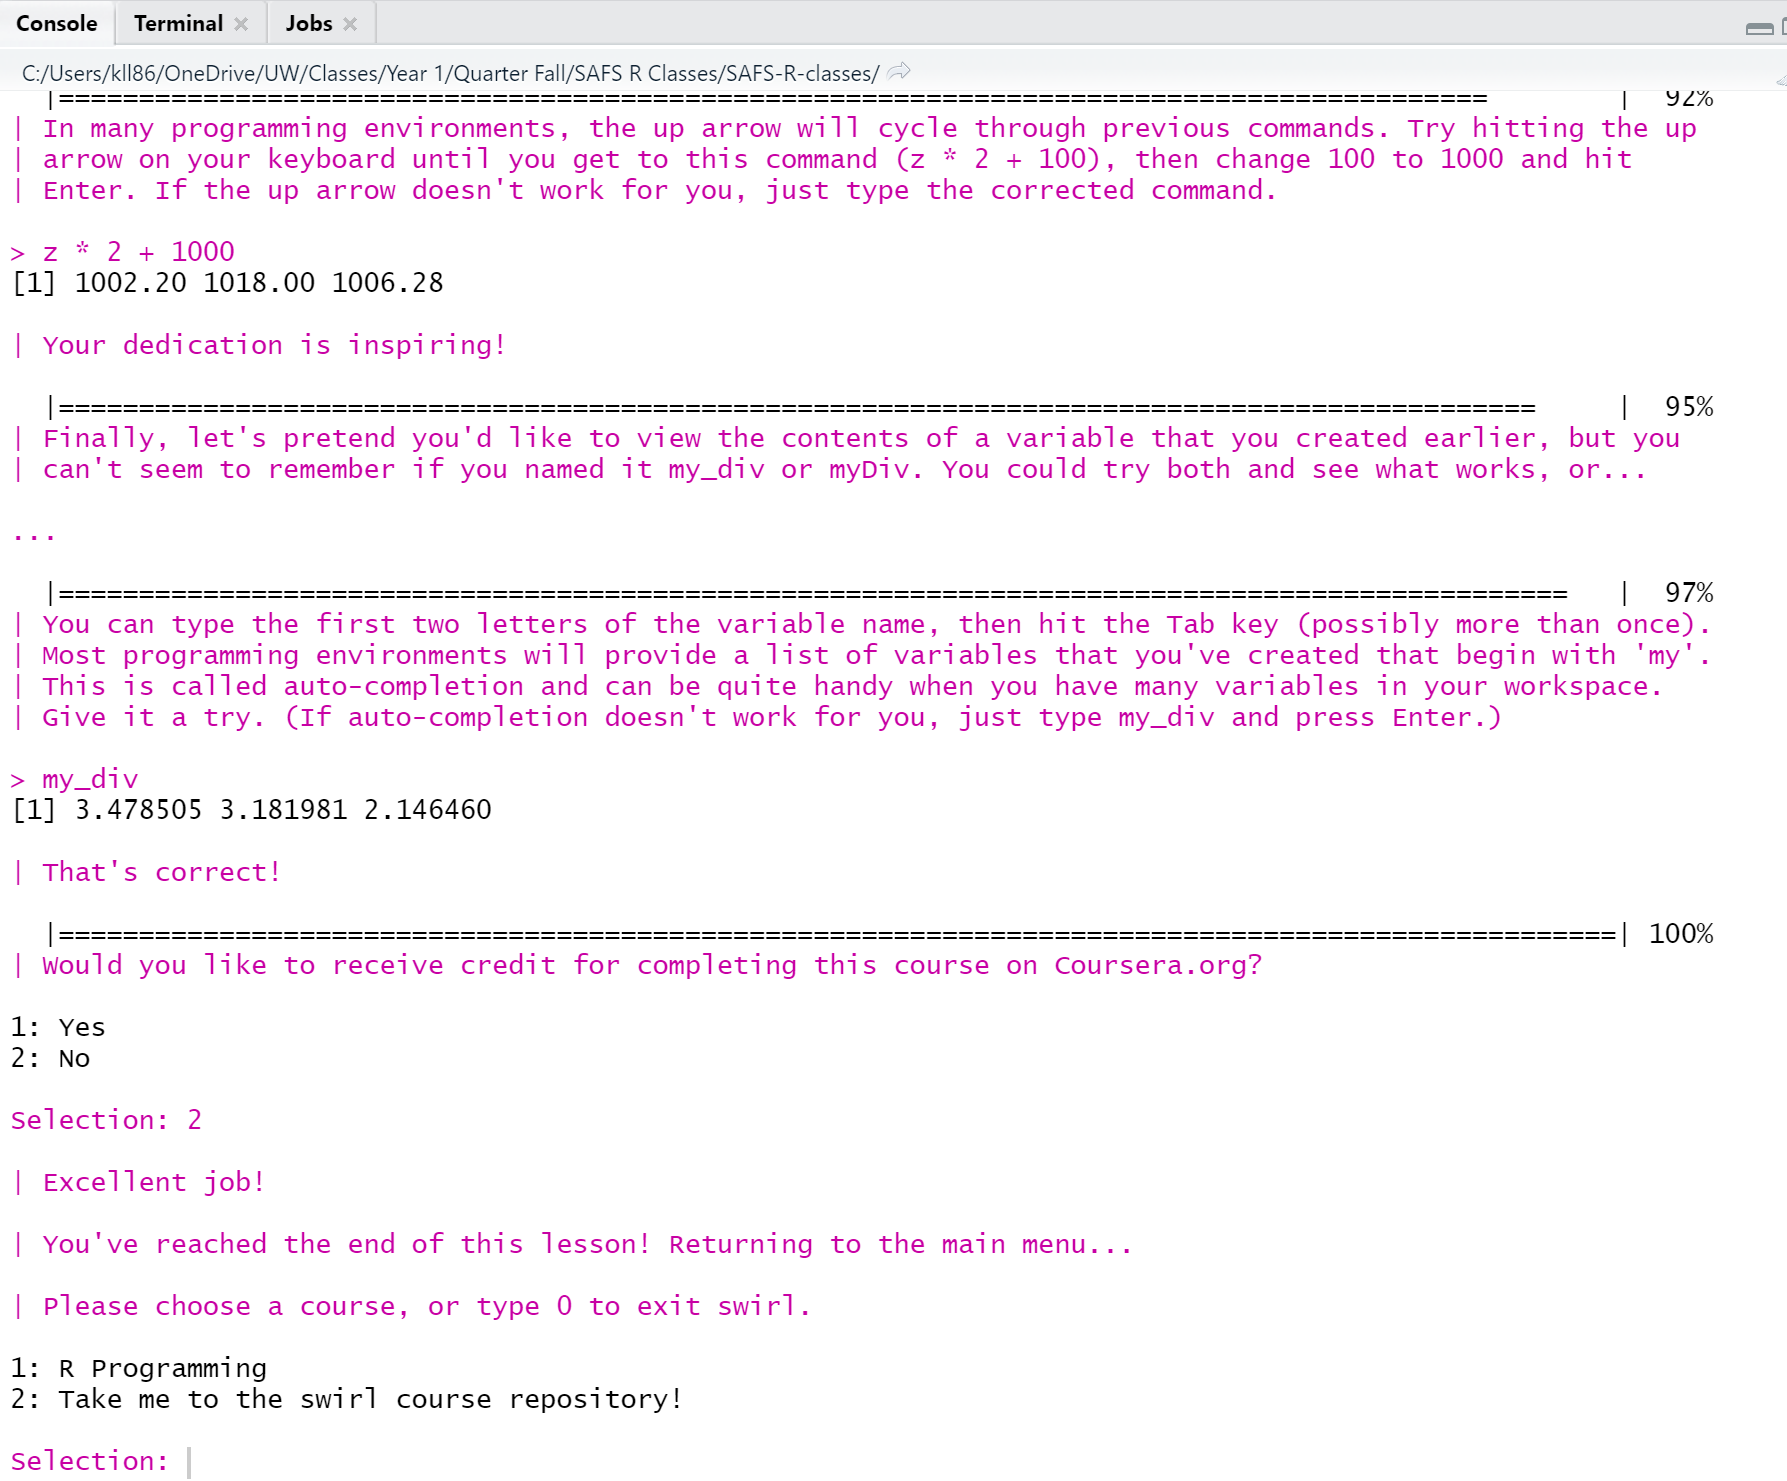 Console Terminal Jobs
C:/Users/kll86/OneDrive/UW/Classes/Year 1/Quarter Fall/SAFS R Classes/SAFS-R-classes/
|=========================================================================================        |  92%
| In many programming environments, the up arrow will cycle through previous commands. Try hitting the up
| arrow on your keyboard until you get to this command (z * 2 + 100), then change 100 to 1000 and hit
| Enter. If the up arrow doesn't work for you, just type the corrected command.
> z * 2 + 1000
[1] 1002.20 1018.00 1006.28
| Your dedication is inspiring!
|============================================================================================     |  95%
| Finally, let's pretend you'd like to view the contents of a variable that you created earlier, but you
| can't seem to remember if you named it my_div or myDiv. You could try both and see what works, or...
...
|==============================================================================================   |  97%
| You can type the first two letters of the variable name, then hit the Tab key (possibly more than once).
| Most programming environments will provide a list of variables that you've created that begin with 'my'.
| This is called auto-completion and can be quite handy when you have many variables in your workspace.
| Give it a try. (If auto-completion doesn't work for you, just type my_div and press Enter.)
> my_div
[1] 3.478505 3.181981 2.146460
| That's correct!
|=================================================================================================| 100%
| Would you like to receive credit for completing this course on Coursera.org?
1: Yes
2: No
Selection: 2
| Excellent job!
| You've reached the end of this lesson! Returning to the main menu...
| Please choose a course, or type 0 to exit swirl.
1: R Programming
2: Take me to the swirl course repository!
Selection: